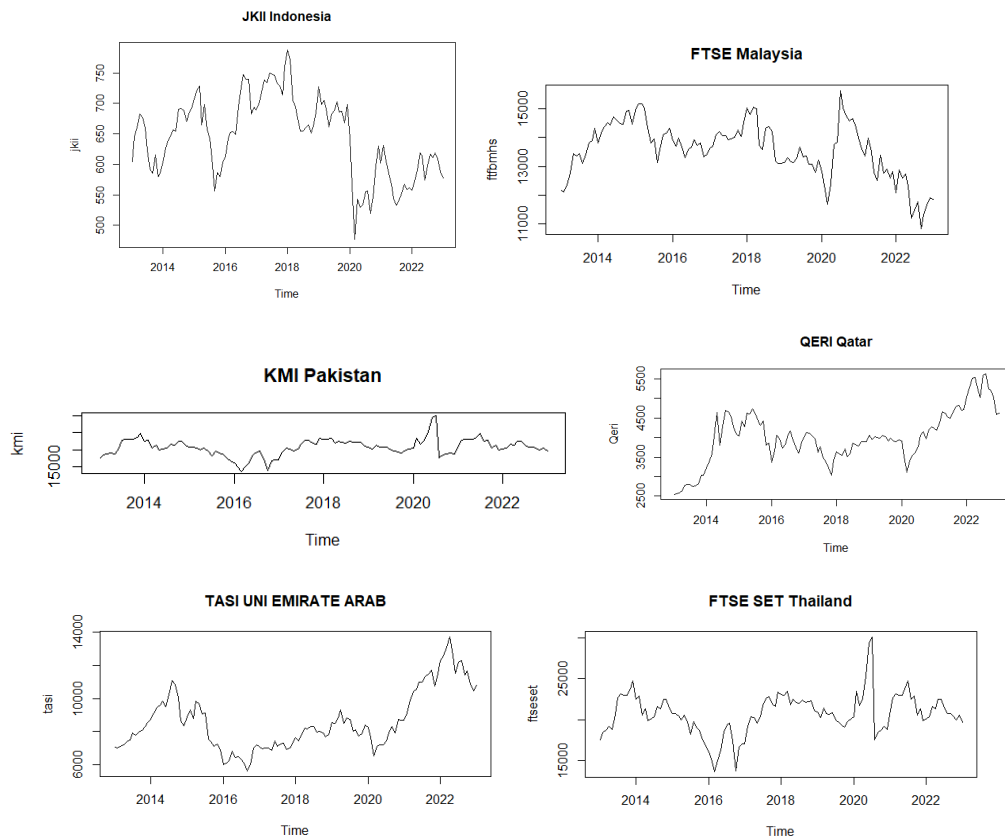 JKII Indonesia
jkii
750
700
650
600
550
500
2014 2016 2018 2020 2022
Time
FTSE Malaysia
ftfbmhs
15000
13000
11000
2014 2016 2018 2020 2022
Time
KMI Pakistan
kmi
15000
2014 2016 2018 2020 2022
Time
QERI Qatar
Qeri
5500
4500
3500
2500
2014 2016 2018 2020 2022
Time
TASI UNI EMIRATE ARAB
tasi
14000
10000
6000
2014 2016 2018 2020 2022
Time
FTSE SET Thailand
ftseset
25000
15000
2014 2016 2018 2020 2022
Time